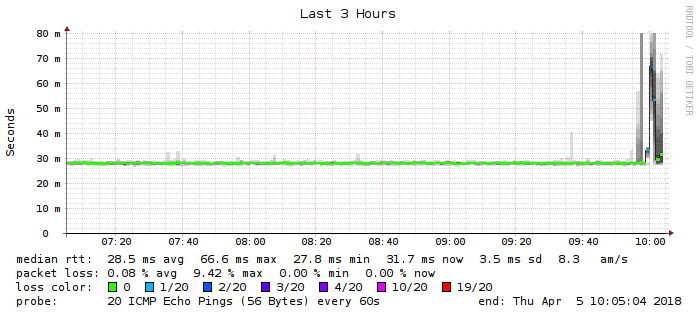 Last 3 Hours
RRDTOOL / TOBI OETIKER
Seconds
80 m
70 m
60 m
50 m
40 m
30 m
20 m
10 m
0
07:20 07:40 08:00 08:20 08:40 09:00 09:20 09:40 10:00
median rtt: 28.5 ms avg 66.6 ms max 27.8 ms min 31.7 ms now 3.5 ms sd 8.3 am/s
packet loss: 0.08 % avg 9.42 % max 0.00 % min 0.00 % now
loss color: 0 1/20 2/20 3/20 4/20 10/20 19/20
probe: 20 ICMP Echo Pings (56 Bytes) every 60s end: Thu Apr 5 10:05:04 2018